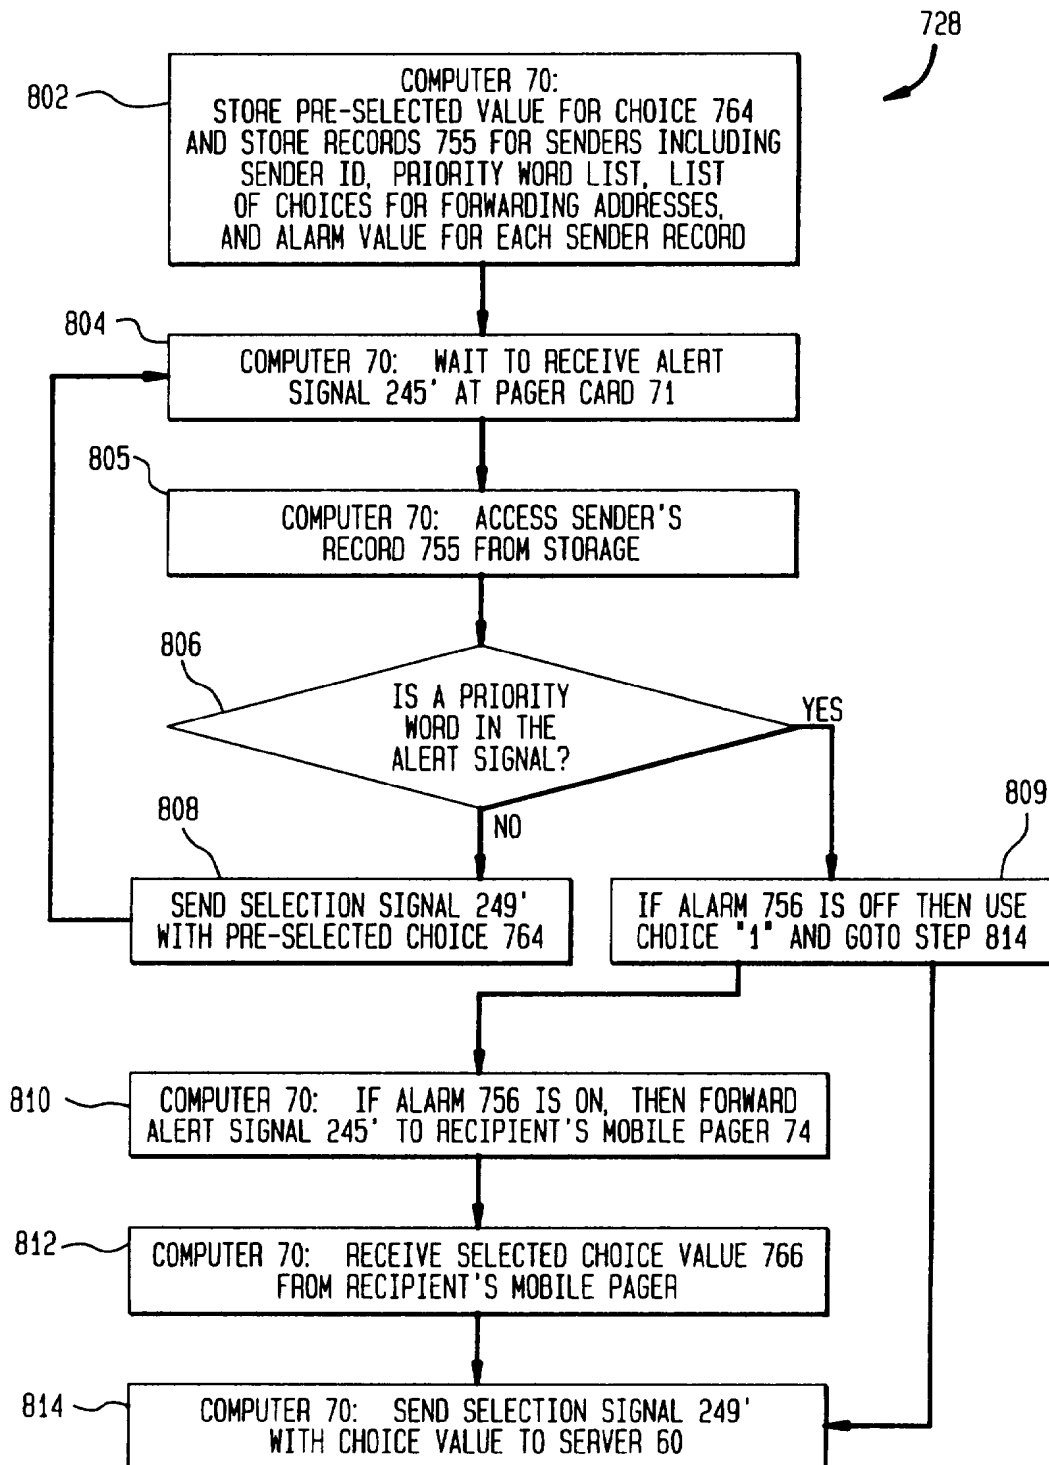 728
802
COMPUTER 70:
STORE PRE-SELECTED VALUE FOR CHOICE 764
AND STORE RECORDS 755 FOR SENDERS INCLUDING
SENDER ID, PRIORITY WORD LIST, LIST
OF CHOICES FOR FORWARDING ADDRESSES,
AND ALARM VALUE FOR EACH SENDER RECORD
804
COMPUTER 70: WAIT TO RECEIVE ALERT
SIGNAL 245' AT PAGER CARD 71
805
COMPUTER 70: ACCESS SENDER'S
RECORD 755 FROM STORAGE
806
IS A PRIORITY
WORD IN THE
ALERT SIGNAL?
YES
NO
808
SEND SELECTION SIGNAL 249'
WITH PRE-SELECTED CHOICE 764
809
IF ALARM 756 IS OFF THEN USE
CHOICE "1" AND GOTO STEP 814
810
COMPUTER 70: IF ALARM 756 IS ON, THEN FORWARD
ALERT SIGNAL 245' TO RECIPIENT'S MOBILE PAGER 74
812
COMPUTER 70: RECEIVE SELECTED CHOICE VALUE 766
FROM RECIPIENT'S MOBILE PAGER
814
COMPUTER 70: SEND SELECTION SIGNAL 249'
WITH CHOICE VALUE TO SERVER 60